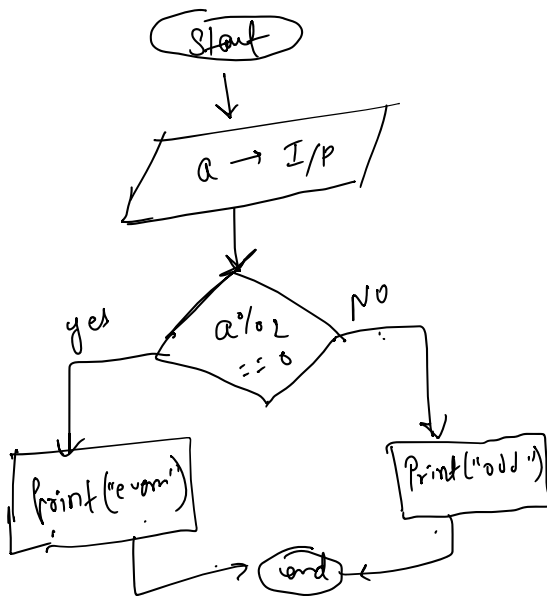 Start
a → I/P
yes
NO
a%2
== 0
Print("even")
Print("odd")
end